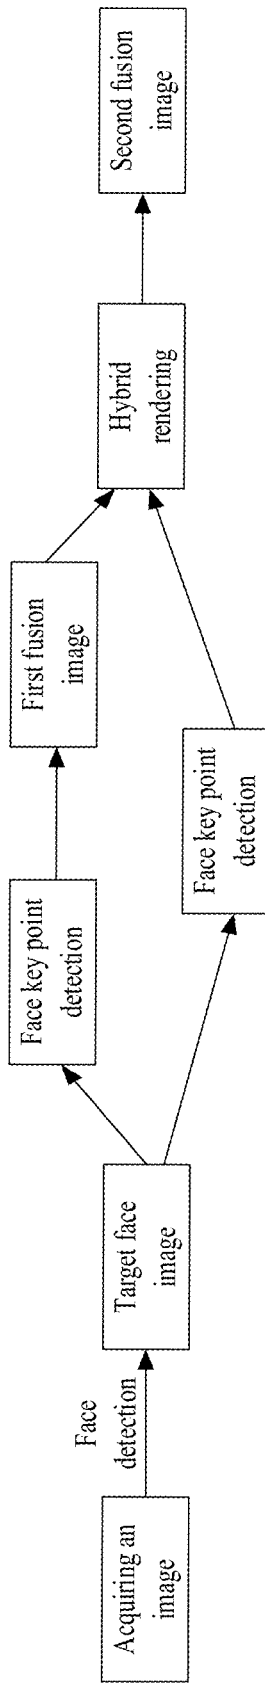 Acquiring an
image
Face
detection
Target face
image
Face key point
detection
First fusion
image
Face key point
detection
Hybrid
rendering
Second fusion
image